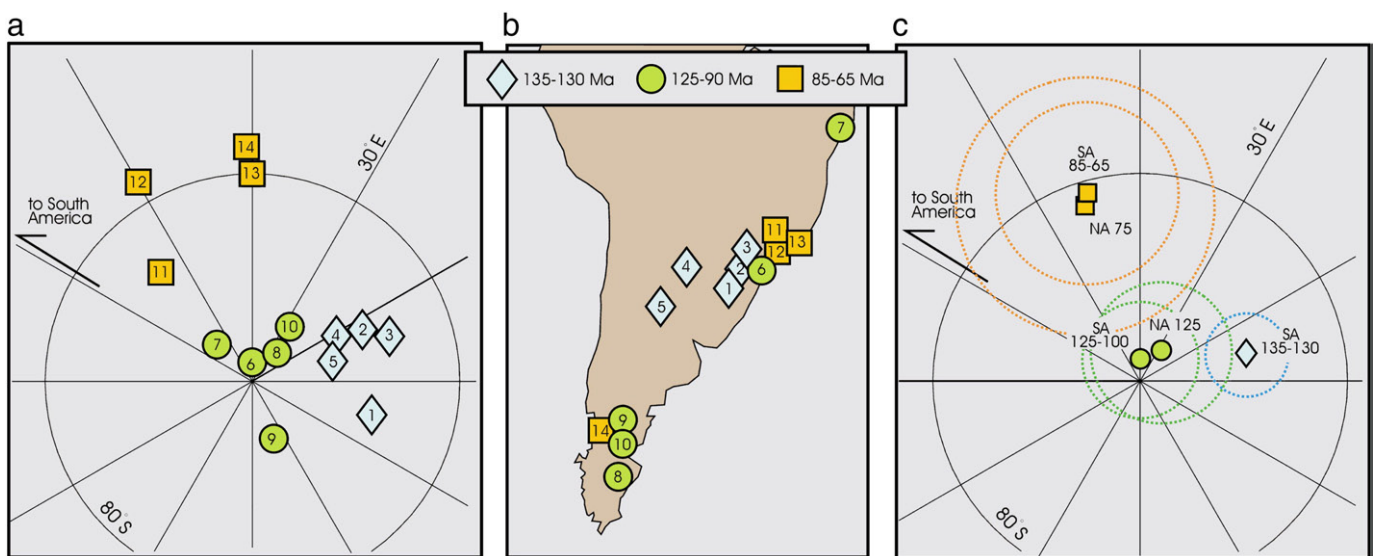 a
b
c
135-130 Ma
125-90 Ma
85-65 Ma
14
13
12
11
30°E
to South
America
10
7
6
8
4
2
3
5
1
9
80°S
7
11
13
12
3
2
6
4
1
5
9
14
10
8
SA
85-65
NA 75
30°E
to South
America
SA
125-100
NA 125
SA
135-130
80°S